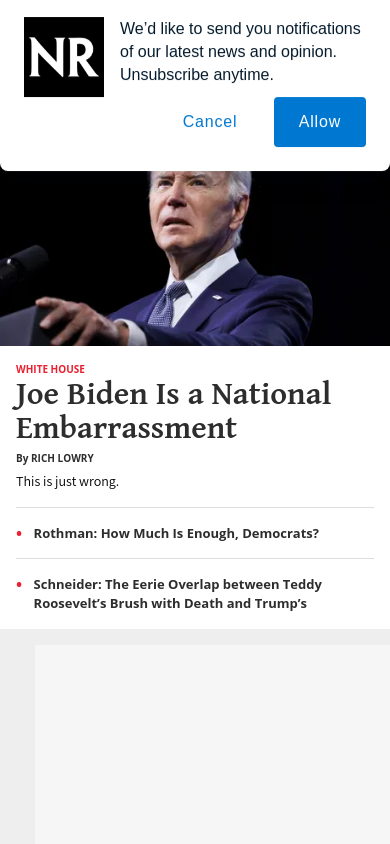 NR
We’d like to send you notifications
of our latest news and opinion.
Unsubscribe anytime.
Cancel
Allow
WHITE HOUSE
Joe Biden Is a National
Embarrassment
By RICH LOWRY
This is just wrong.
• Rothman: How Much Is Enough, Democrats?
• Schneider: The Eerie Overlap between Teddy
Roosevelt’s Brush with Death and Trump’s